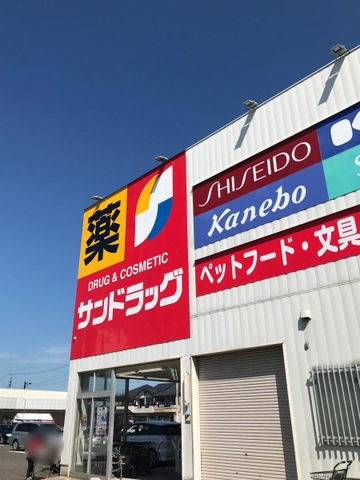 薬
DRUG & COSMETIC
サンドラッグ
SHISEIDO
Kanebo
ペットフード・文具